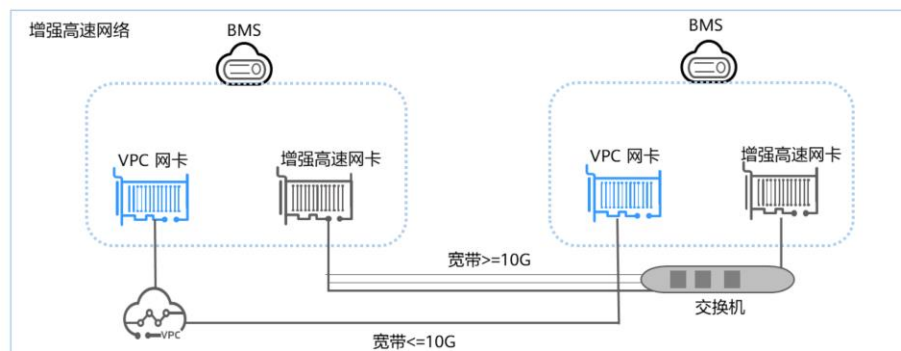 增强高速网络
BMS
BMS
VPC 网卡
增强高速网卡
VPC 网卡
增强高速网卡
宽带>=10G
交换机
VPC
宽带<=10G